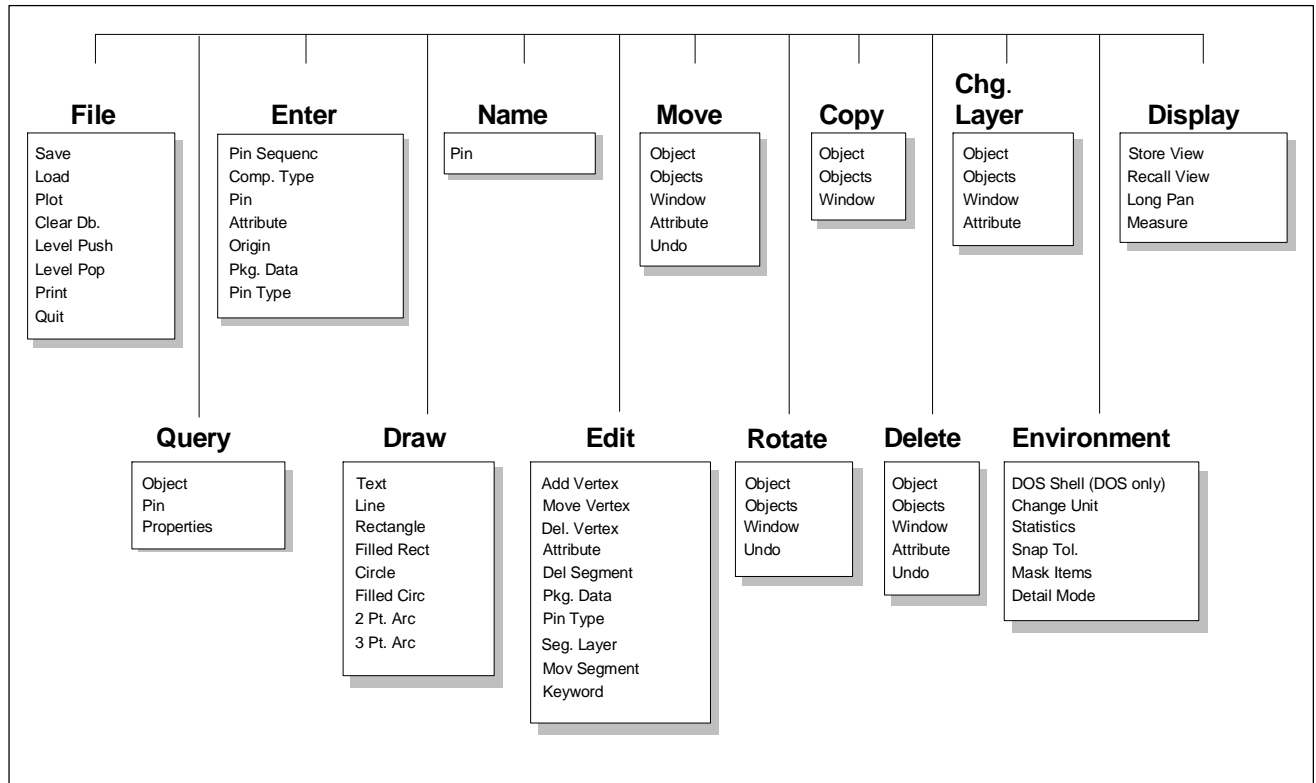 File
Save
Load
Plot
Clear Db.
Level Push
Level Pop
Print
Quit
Enter
Pin Sequenc
Comp. Type
Pin
Attribute
Origin
Pkg. Data
Pin Type
Name
Pin
Move
Object
Objects
Window
Attribute
Undo
Copy
Object
Objects
Window
Chg.
Layer
Object
Objects
Window
Attribute
Display
Store View
Recall View
Long Pan
Measure
Query
Object
Pin
Properties
Draw
Text
Line
Rectangle
Filled Rect
Circle
Filled Circ
2 Pt. Arc
3 Pt. Arc
Edit
Add Vertex
Move Vertex
Del. Vertex
Attribute
Del Segment
Pkg. Data
Pin Type
Seg. Layer
Mov Segment
Keyword
Rotate
Object
Objects
Window
Undo
Delete
Object
Objects
Window
Attribute
Undo
Environment
DOS Shell (DOS only)
Change Unit
Statistics
Snap Tol.
Mask Items
Detail Mode